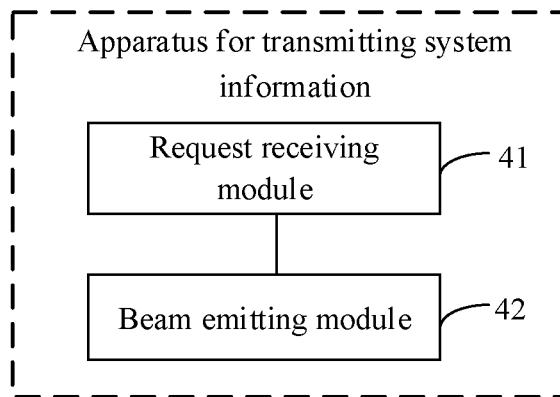 Apparatus for transmitting system
information
Request receiving
module
41
Beam emitting module
42